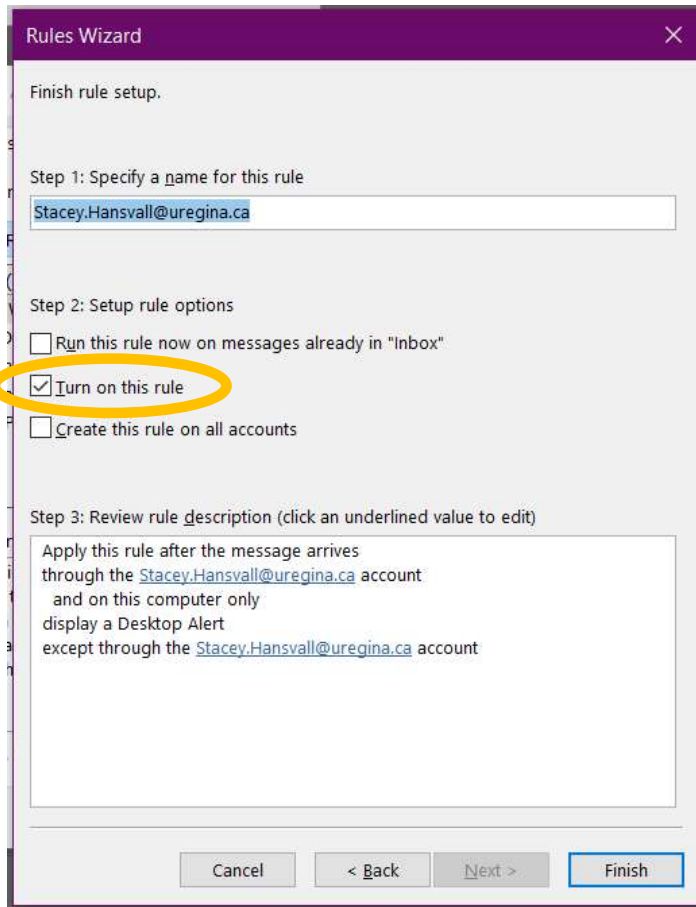 Rules Wizard
Finish rule setup.
Step 1: Specify a name for this rule
Stacey.Hansvall@uregina.ca
Step 2: Setup rule options
Run this rule now on messages already in "Inbox"
Turn on this rule
Create this rule on all accounts
Step 3: Review rule description (click an underlined value to edit)
Apply this rule after the message arrives
through the Stacey.Hansvall@uregina.ca account
and on this computer only
display a Desktop Alert
except through the Stacey.Hansvall@uregina.ca account
Cancel < Back Next > Finish